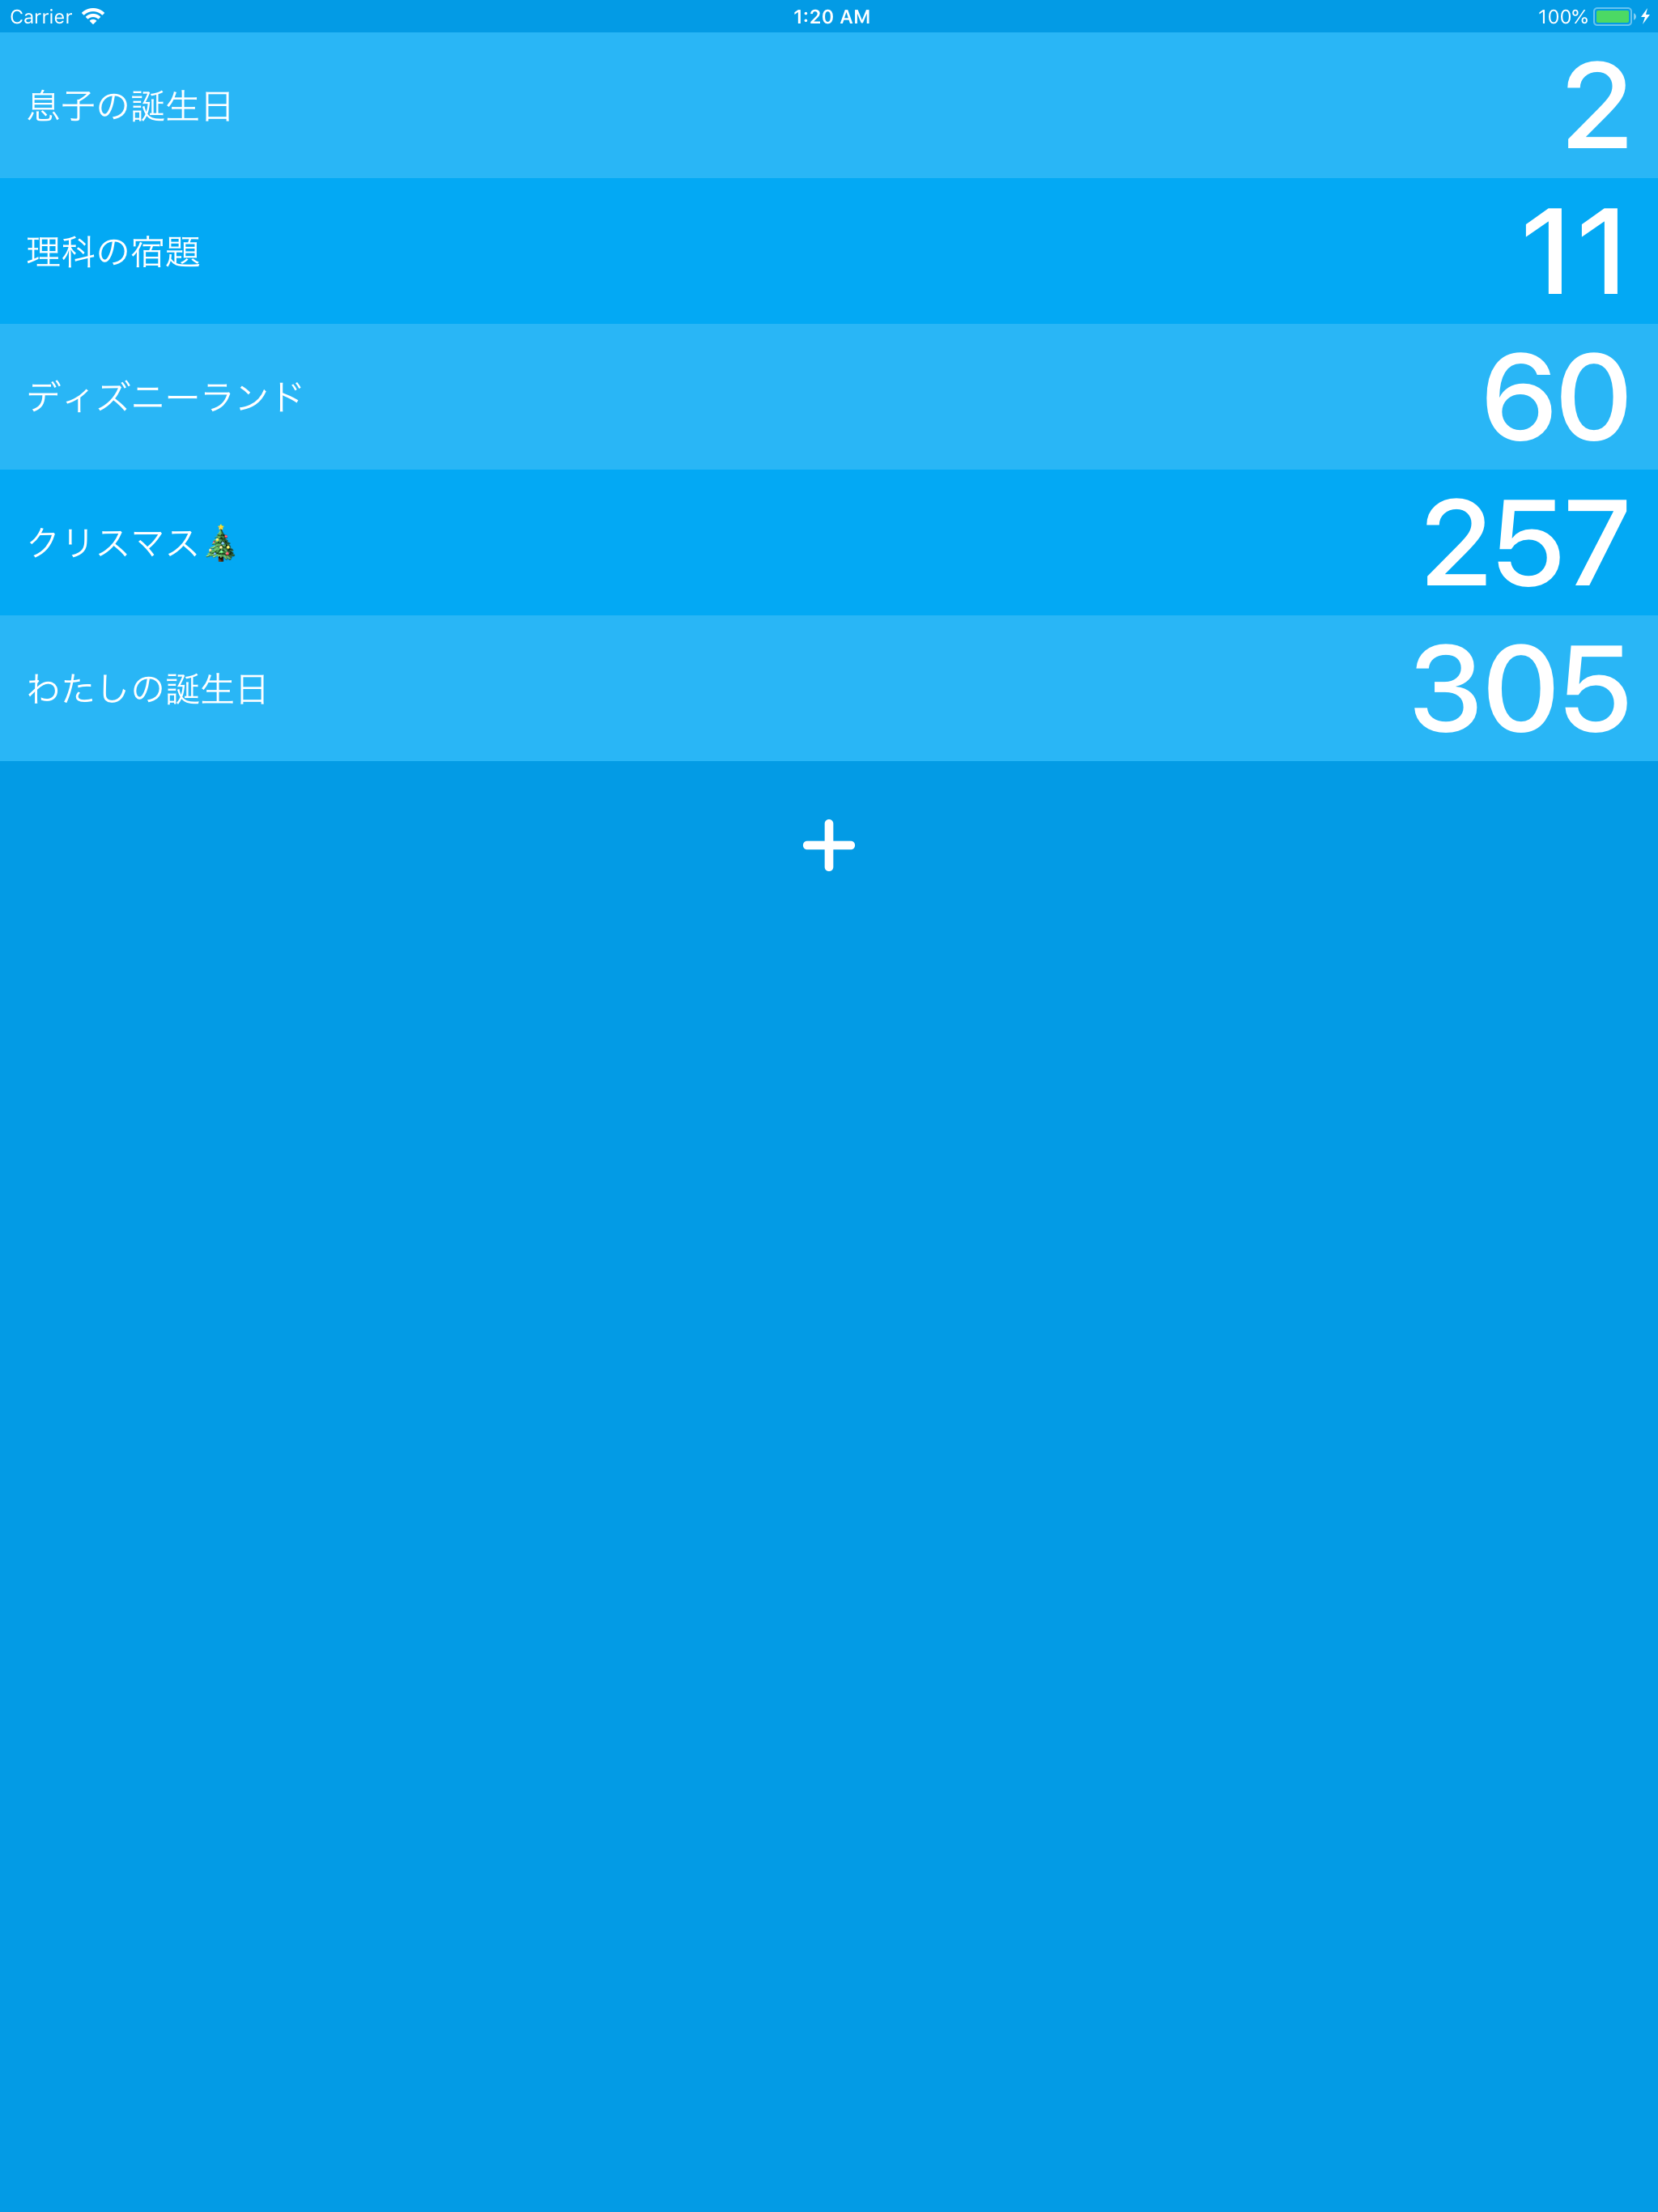 Carrier 1:20 AM 100%
息子の誕生日 2
理科の宿題 11
ディズニーランド 60
クリスマス🎄 257
わたしの誕生日 305